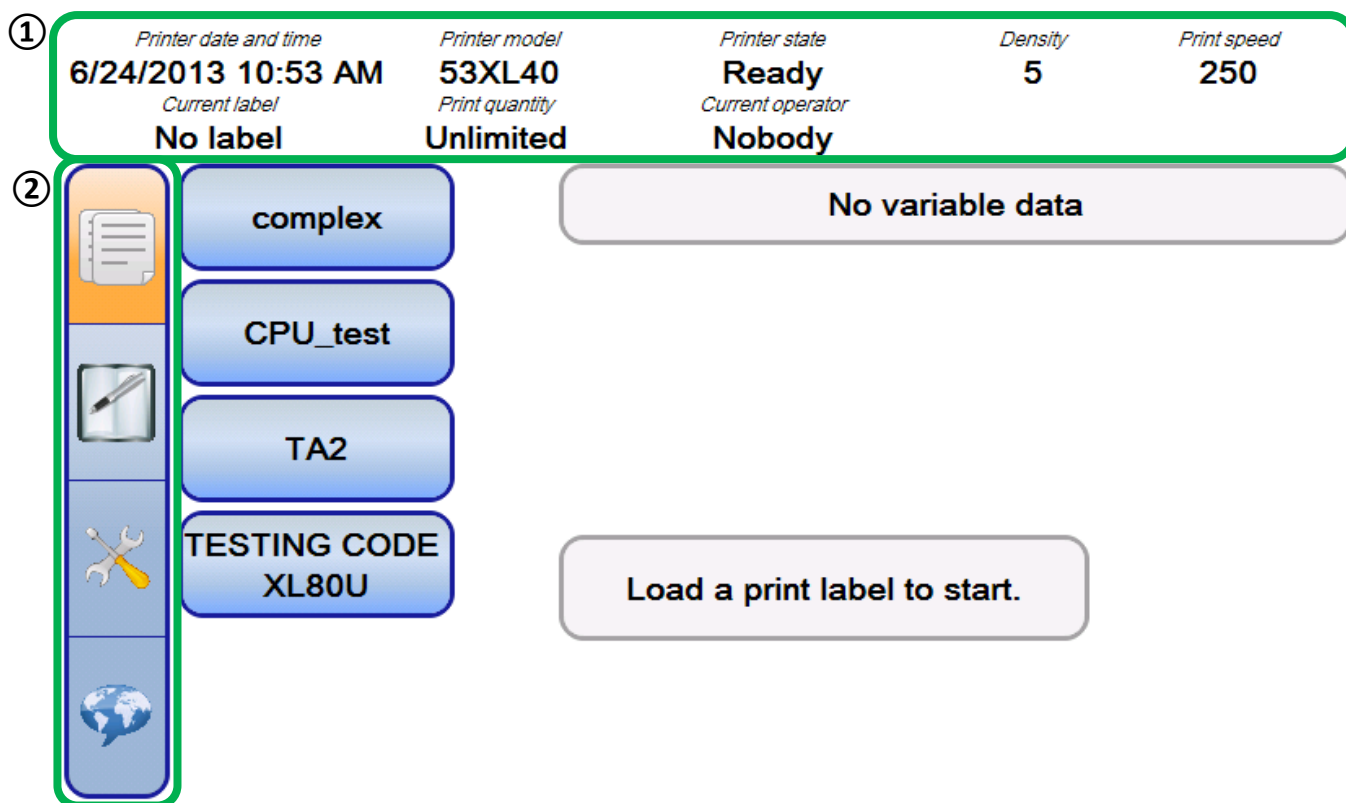 ①
Printer date and time Printer model Printer state Density Print speed
6/24/2013 10:53 AM 53XL40 Ready 5 250
Current label Print quantity Current operator
No label Unlimited Nobody
②
complex
No variable data
CPU_test
TA2
TESTING CODE
XL80U
Load a print label to start.